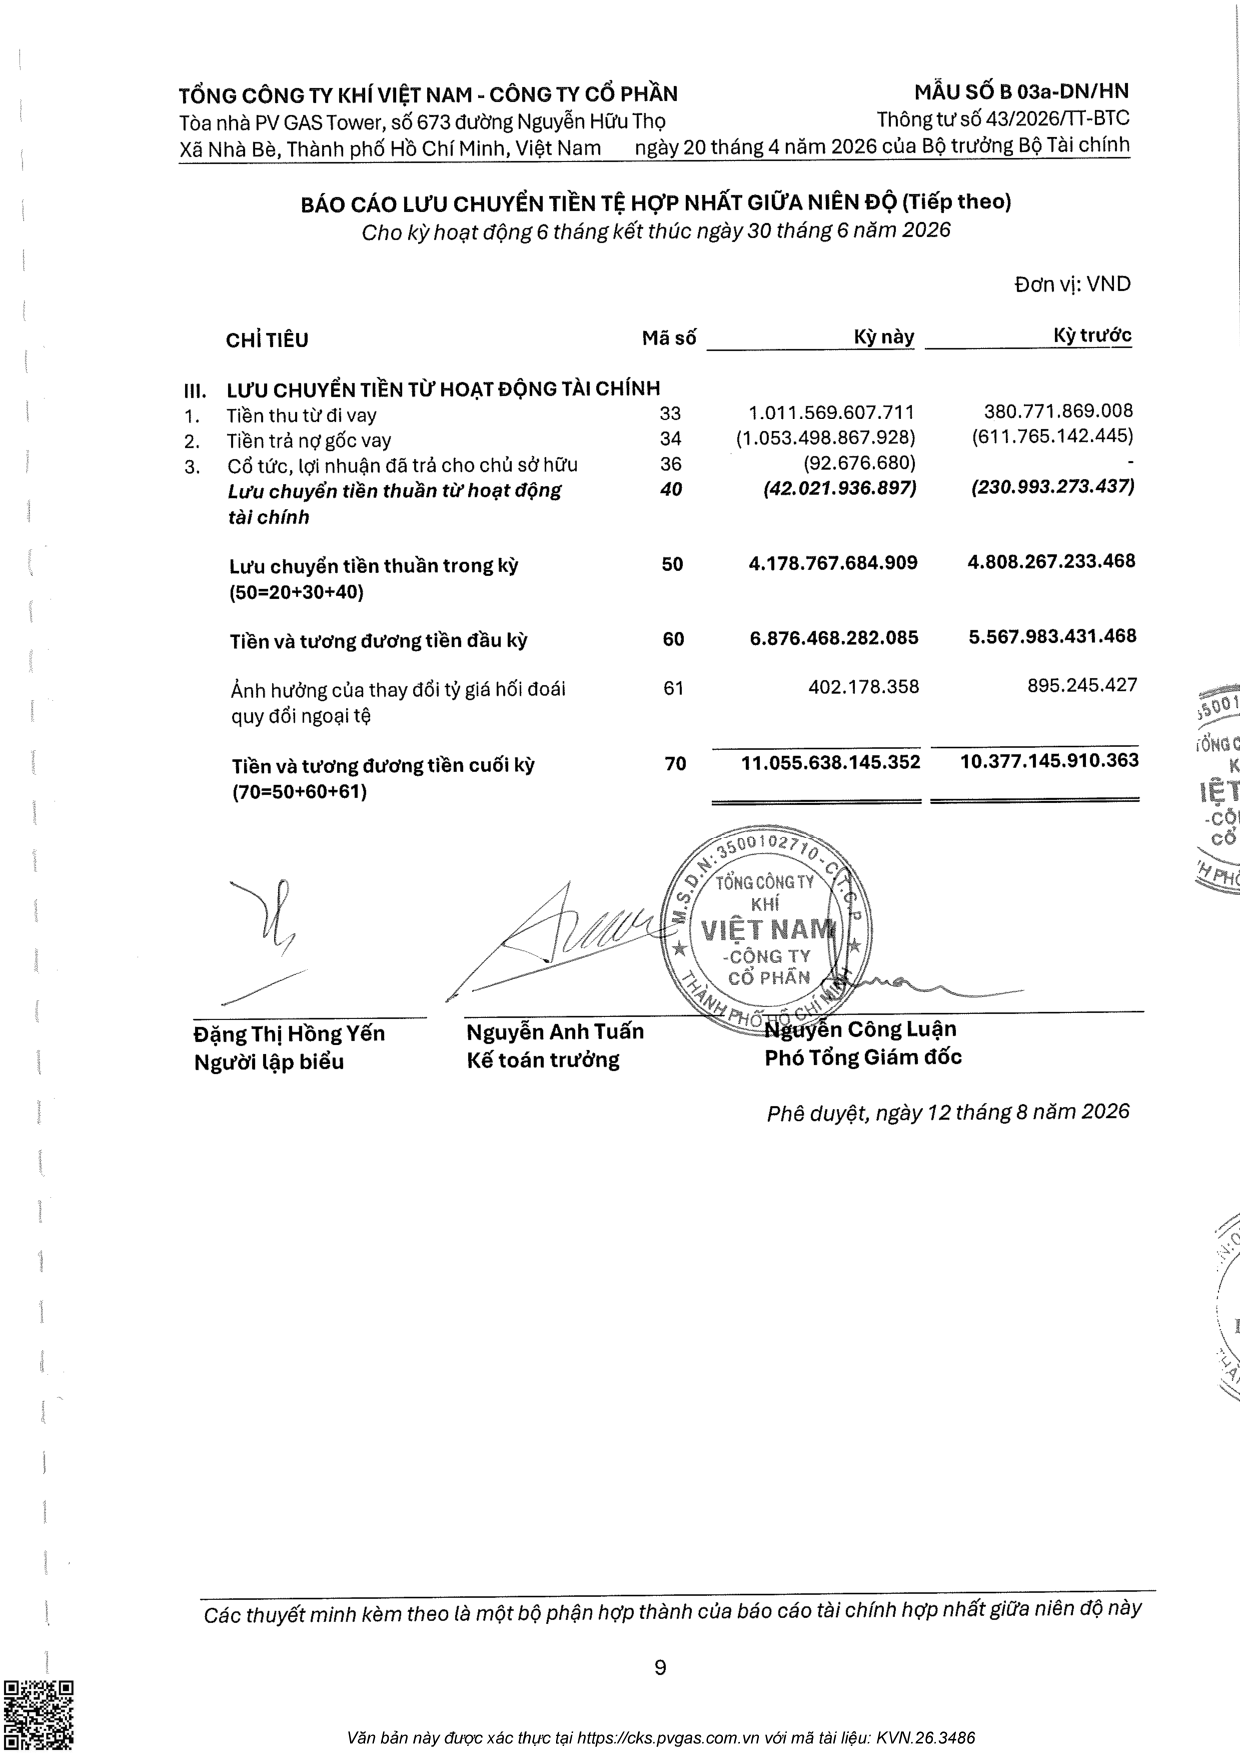 TỔNG CÔNG TY KHÍ VIỆT NAM - CÔNG TY CỔ PHẦN
MẪU SỐ B 03a-DN/HN
Tòa nhà PV GAS Tower, số 673 đường Nguyễn Hữu Thọ
Thông tư số 43/2026/TT-BTC
Xã Nhà Bè, Thành phố Hồ Chí Minh, Việt Nam
ngày 20 tháng 4 năm 2026 của Bộ trưởng Bộ Tài chính
BÁO CÁO LƯU CHUYỂN TIỀN TỆ HỢP NHẤT GIỮA NIÊN ĐỘ (Tiếp theo)
Cho kỳ hoạt động 6 tháng kết thúc ngày 30 tháng 6 năm 2026
Đơn vị: VND
CHỈ TIÊU Mã số Kỳ này Kỳ trước
III. LƯU CHUYỂN TIỀN TỪ HOẠT ĐỘNG TÀI CHÍNH
1. Tiền thu từ đi vay 33 1.011.569.607.711 380.771.869.008
2. Tiền trả nợ gốc vay 34 (1.053.498.867.928) (611.765.142.445)
3. Cổ tức, lợi nhuận đã trả cho chủ sở hữu 36 (92.676.680) -
Lưu chuyển tiền thuần từ hoạt động 40 (42.021.936.897) (230.993.273.437)
tài chính
Lưu chuyển tiền thuần trong kỳ 50 4.178.767.684.909 4.808.267.233.468
(50=20+30+40)
Tiền và tương đương tiền đầu kỳ 60 6.876.468.282.085 5.567.983.431.468
Ảnh hưởng của thay đổi tỷ giá hối đoái 61 402.178.358 895.245.427
quy đổi ngoại tệ
Tiền và tương đương tiền cuối kỳ 70 11.055.638.145.352 10.377.145.910.363
(70=50+60+61)
M.S.D.N: 3500102710-C.T.C.P
TỔNG CÔNG TY
KHÍ
VIỆT NAM
-CÔNG TY
CỔ PHẦN
THÀNH PHỐ HỒ CHÍ MINH
Đặng Thị Hồng Yến
Người lập biểu
Nguyễn Anh Tuấn
Kế toán trưởng
Nguyễn Công Luận
Phó Tổng Giám đốc
Phê duyệt, ngày 12 tháng 8 năm 2026
Các thuyết minh kèm theo là một bộ phận hợp thành của báo cáo tài chính hợp nhất giữa niên độ này
9
Văn bản này được xác thực tại https://cks.pvgas.com.vn với mã tài liệu: KVN.26.3486